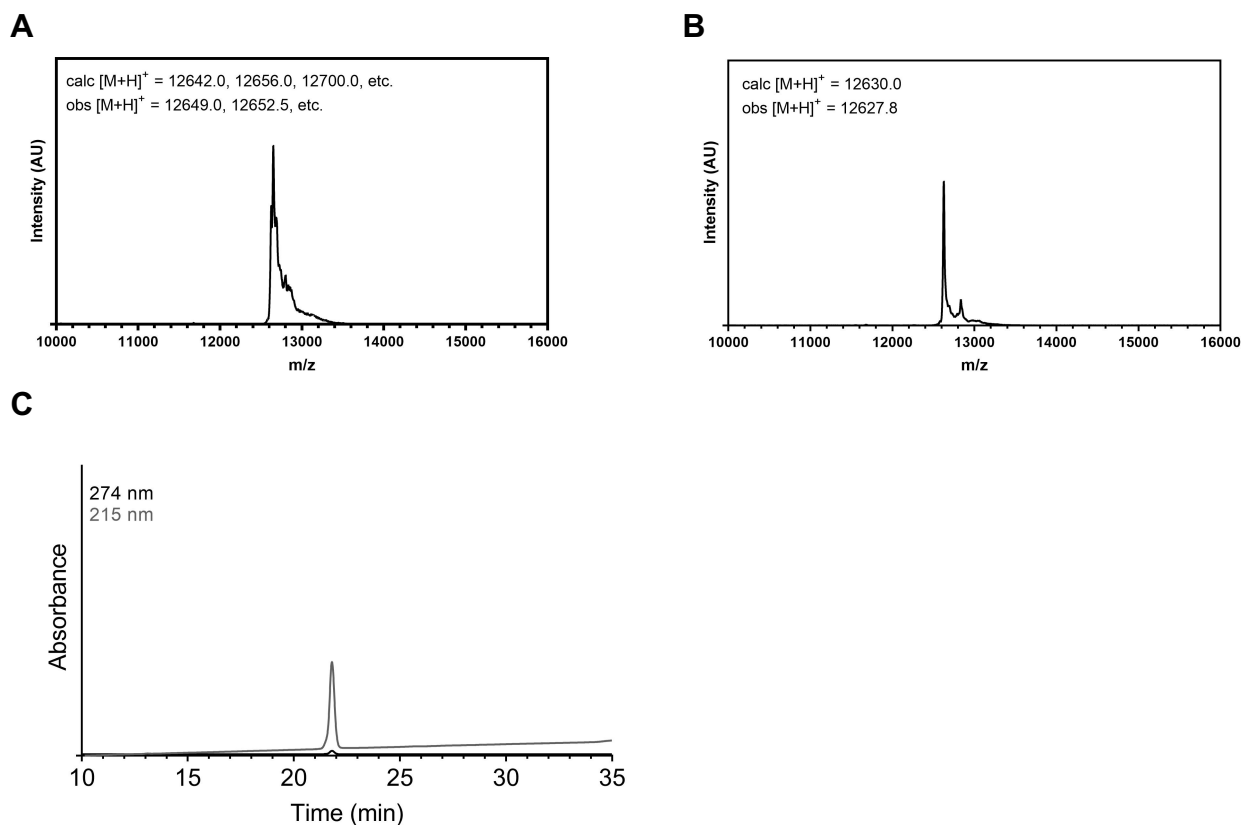 A
calc [M+H]+ = 12642.0, 12656.0, 12700.0, etc.
obs [M+H]+ = 12649.0, 12652.5, etc.
Intensity (AU)
10000 11000 12000 13000 14000 15000 16000
m/z
B
calc [M+H]+ = 12630.0
obs [M+H]+ = 12627.8
Intensity (AU)
10000 11000 12000 13000 14000 15000 16000
m/z
C
274 nm
215 nm
Absorbance
10 15 20 25 30 35
Time (min)